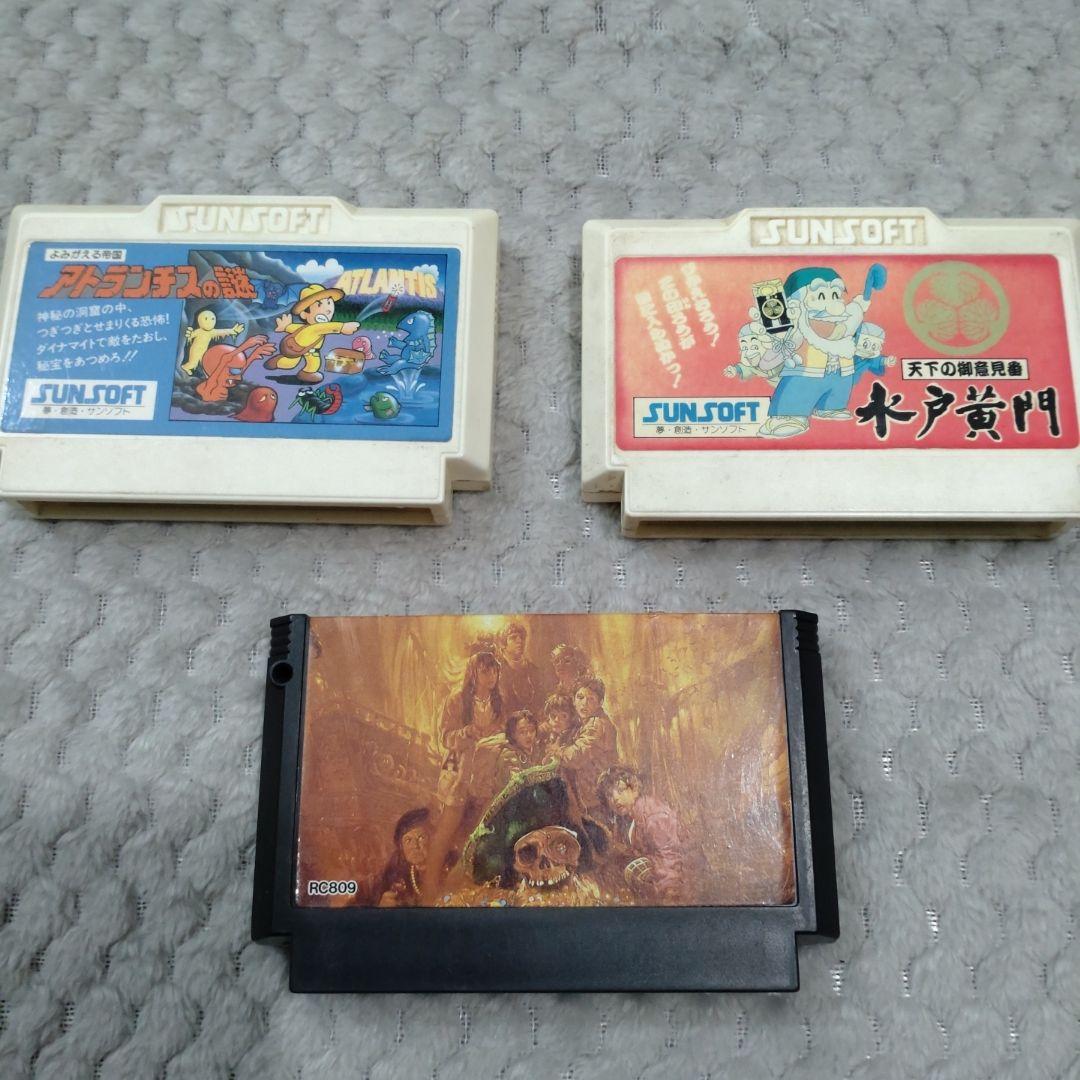 SUNSOFT
よみがえる帝国
アトランチスの謎
ATLANTIS
神秘の洞窟の中、
つぎつぎとせまりくる恐怖!
ダイナマイトで敵をたおし、
秘宝をあつめろ!!
SUNSOFT
夢・創造・サンソフト
SUNSOFT
天下の御意見番
水戸黄門
SUNSOFT
夢・創造・サンソフト
RC809